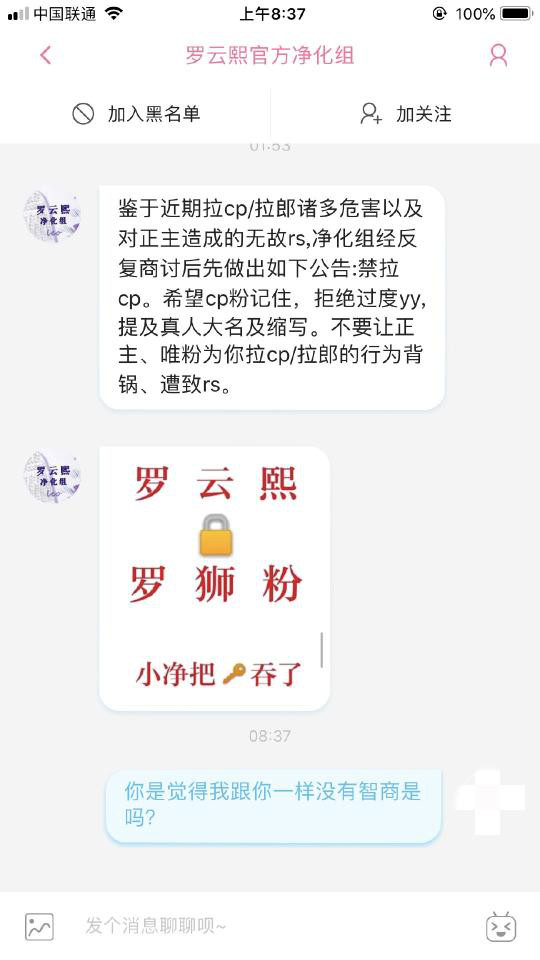 中国联通
上午8:37
100%
罗云熙官方净化组
加入黑名单
加关注
01:53
罗云熙
净化组
leo
鉴于近期拉cp/拉郎诸多危害以及
对正主造成的无故rs,净化组经反
复商讨后先做出如下公告:禁拉
cp。希望cp粉记住，拒绝过度yy,
提及真人大名及缩写。不要让正
主、唯粉为你拉cp/拉郎的行为背
锅、遭致rs。
罗云熙
净化组
leo
罗云熙
罗狮粉
小净把🔑吞了
08:37
你是觉得我跟你一样没有智商是
吗?
发个消息聊聊呗~